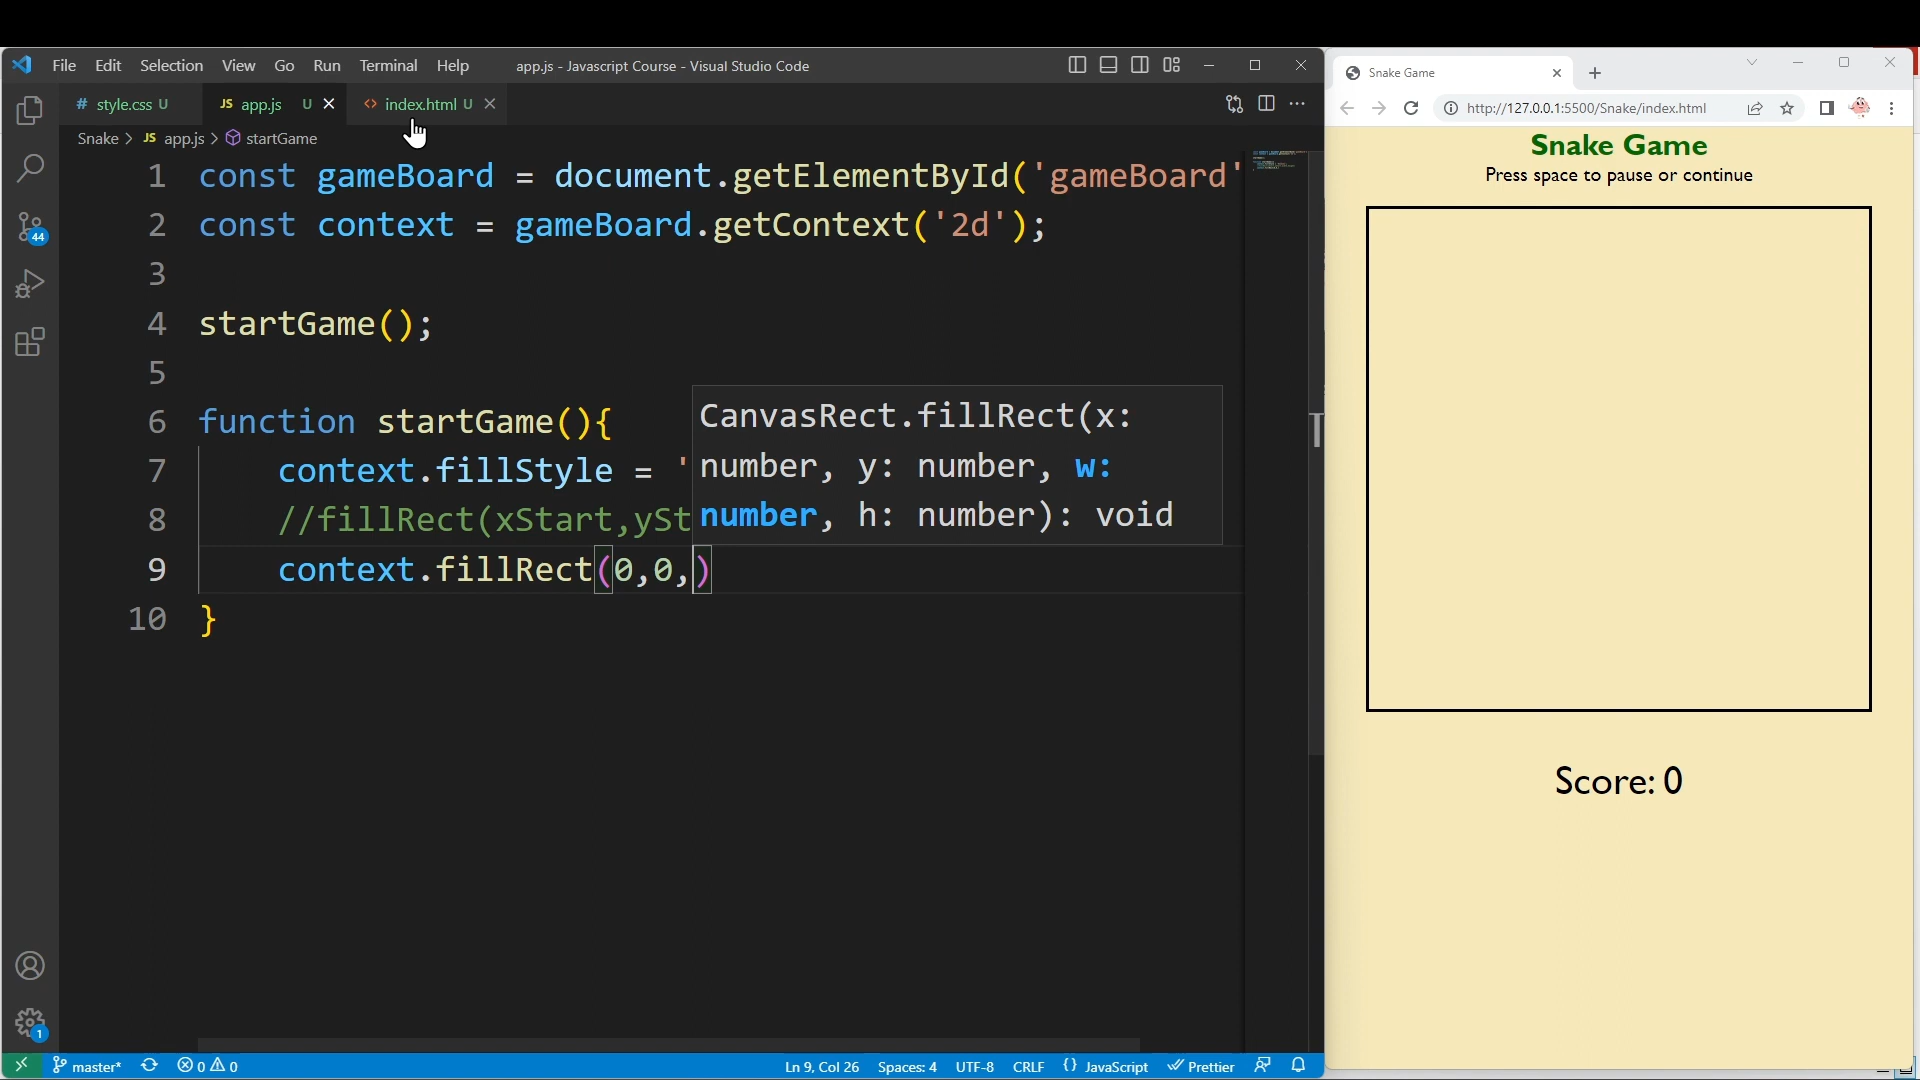 File Edit Selection View Go Run Terminal Help app.js - Javascript Course - Visual Studio Code
# style.css U JS app.js U index.html U
Snake > JS app.js > startGame
1 const gameBoard = document.getElementById('gameBoard'
2 const context = gameBoard.getContext('2d');
3
4 startGame();
5
6 function startGame(){
7 context.fillStyle = '
8 //fillRect(xStart,ySt
9 context.fillRect(0,0,)
10 }
CanvasRect.fillRect(x:
number, y: number, w:
number, h: number): void
44
1
master* 0 0 Ln 9, Col 26 Spaces: 4 UTF-8 CRLF {} JavaScript Prettier
Snake Game
http://127.0.0.1:5500/Snake/index.html
Snake Game
Press space to pause or continue
Score: 0